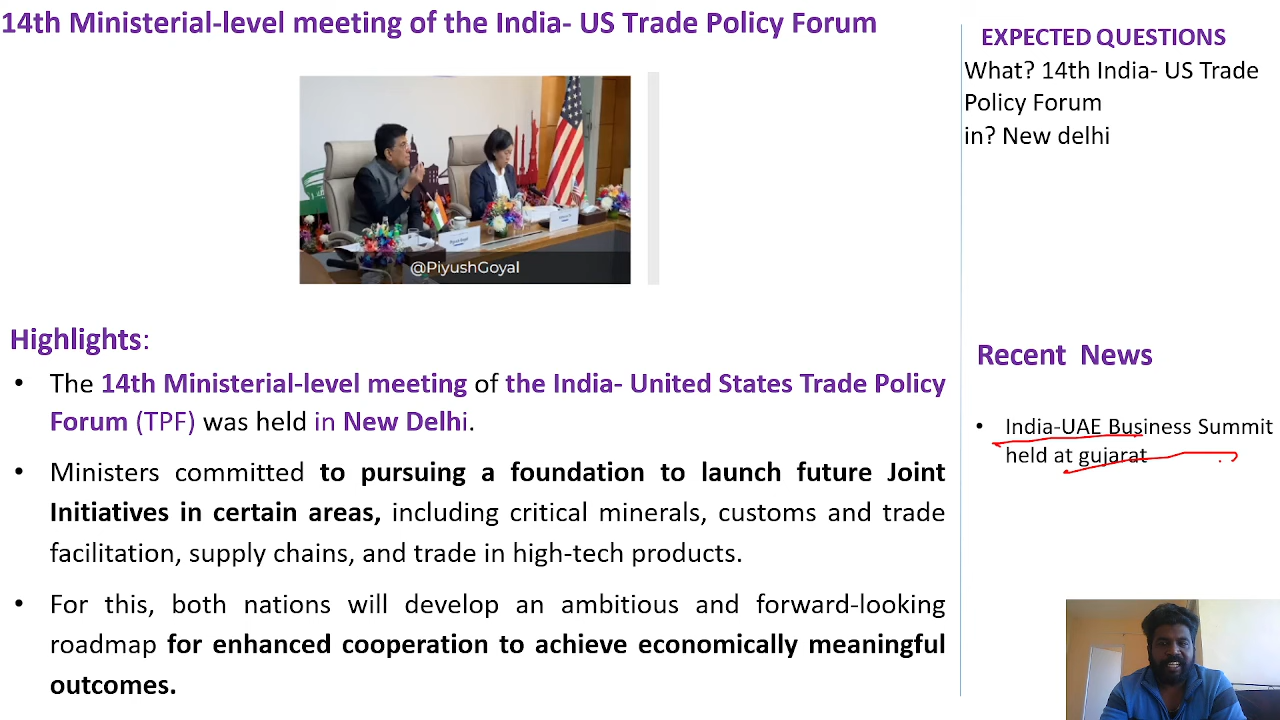 14th Ministerial-level meeting of the India- US Trade Policy Forum
@PiyushGoyal
Highlights:
• The 14th Ministerial-level meeting of the India- United States Trade Policy
Forum (TPF) was held in New Delhi.
• Ministers committed to pursuing a foundation to launch future Joint
Initiatives in certain areas, including critical minerals, customs and trade
facilitation, supply chains, and trade in high-tech products.
• For this, both nations will develop an ambitious and forward-looking
roadmap for enhanced cooperation to achieve economically meaningful
outcomes.
EXPECTED QUESTIONS
What? 14th India- US Trade
Policy Forum
in? New delhi
Recent News
• India-UAE Business Summit
held at gujarat